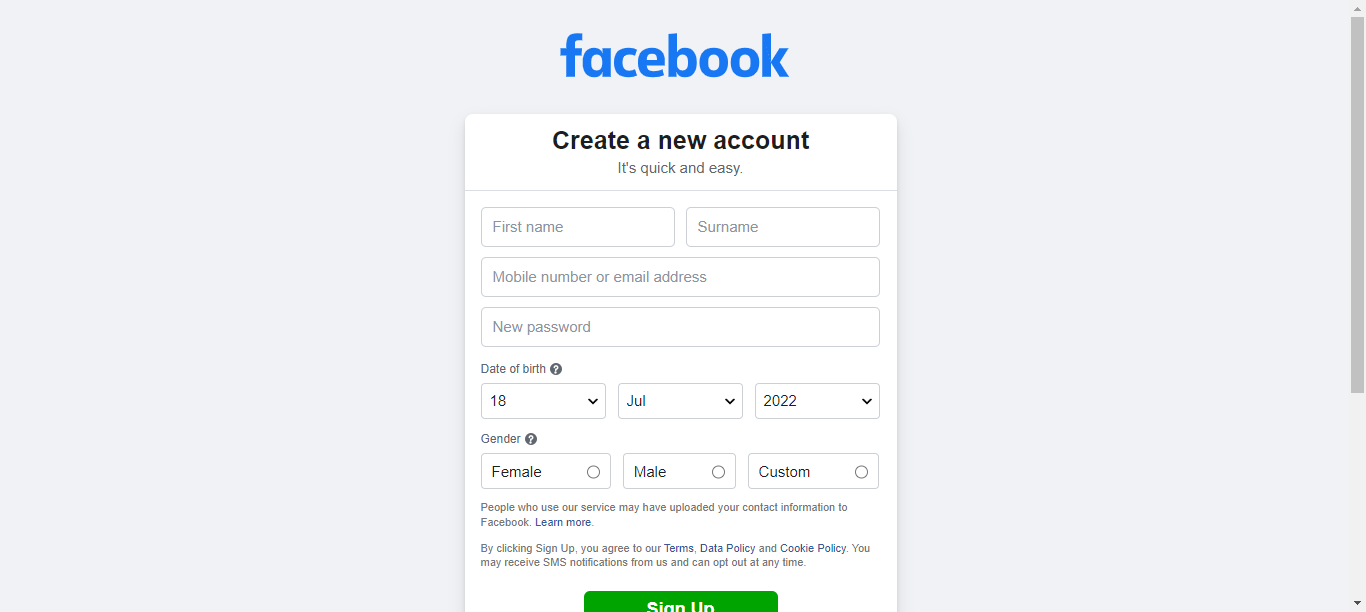 facebook
Create a new account
It's quick and easy.
First name Surname
Mobile number or email address
New password
Date of birth ?
18 Jul 2022
Gender ?
Female Male Custom
People who use our service may have uploaded your contact information to
Facebook. Learn more.
By clicking Sign Up, you agree to our Terms, Data Policy and Cookie Policy. You
may receive SMS notifications from us and can opt out at any time.
Sign Up